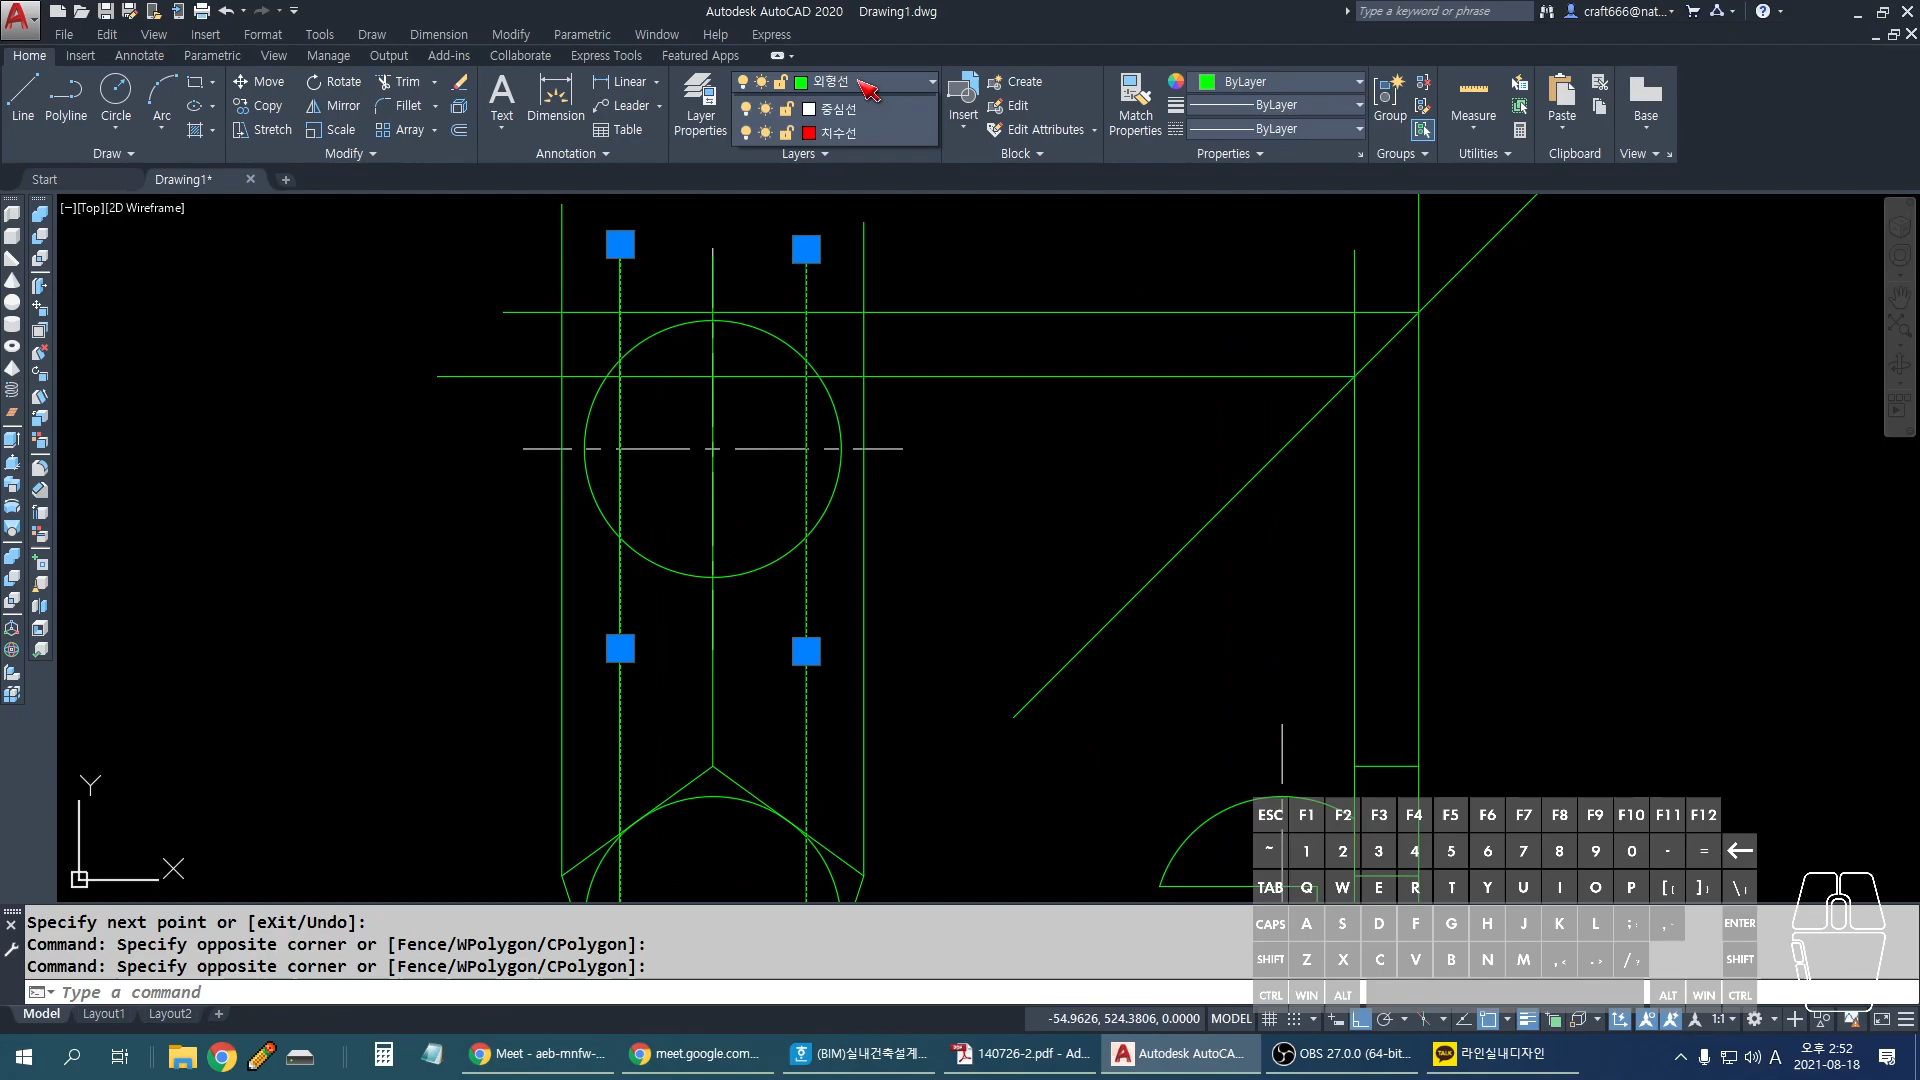 Autodesk AutoCAD 2020 Drawing1.dwg
Type a keyword or phrase
craft666@nat...
File Edit View Insert Format Tools Draw Dimension Modify Parametric Window Help Express
Home Insert Annotate Parametric View Manage Output Add-ins Collaborate Express Tools Featured Apps
Line Polyline Circle Arc
Move Rotate Trim
Copy Mirror Fillet
Stretch Scale Array
Text Dimension
Linear
Leader
Table
Layer Properties
외형선
중심선
치수선
Insert
Create
Edit
Edit Attributes
Match Properties
ByLayer
ByLayer
ByLayer
Group
Measure
Paste
Base
Draw Modify Annotation Layers Block Properties Groups Utilities Clipboard View
Start Drawing1*
[−][Top][2D Wireframe]
Y
X
ESC F1 F2 F3 F4 F5 F6 F7 F8 F9 F10 F11 F12
~ 1 2 3 4 5 6 7 8 9 0 - =
TAB Q W E R T Y U I O P [ ] \
CAPS A S D F G H J K L ; ENTER
SHIFT Z X C V B N M , . / SHIFT
CTRL WIN ALT ALT WIN CTRL
Specify next point or [eXit/Undo]:
Command: Specify opposite corner or [Fence/WPolygon/CPolygon]:
Command: Specify opposite corner or [Fence/WPolygon/CPolygon]:
Type a command
Model Layout1 Layout2 +
-54.9626, 524.3806, 0.0000 MODEL 1:1
Meet - aeb-mnfw-...
meet.google.com...
(BIM)실내건축설계...
140726-2.pdf - Ad...
Autodesk AutoCA...
OBS 27.0.0 (64-bit...
TALK 라인실내디자인
A
오후 2:52
2021-08-18